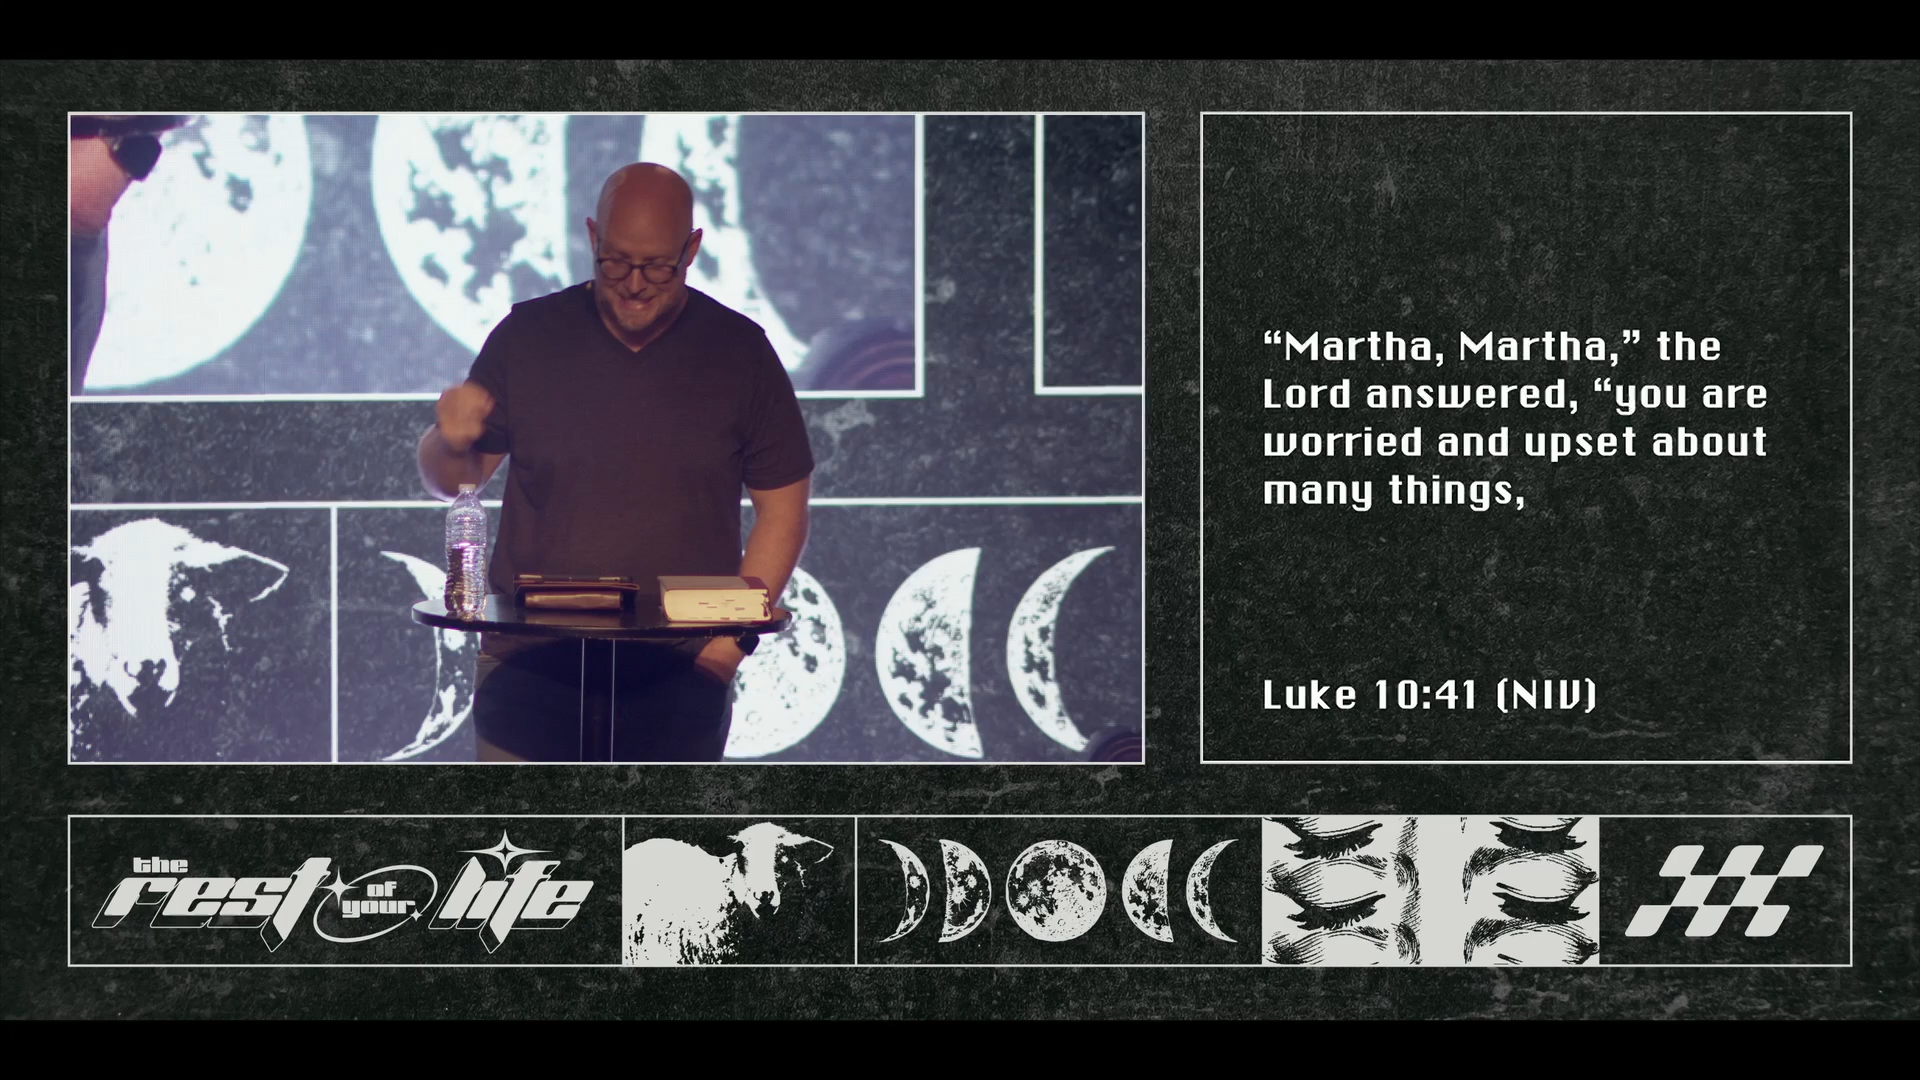 “Martha, Martha,” the
Lord answered, “you are
worried and upset about
many things,
Luke 10:41 (NIV)
the
rest of your life